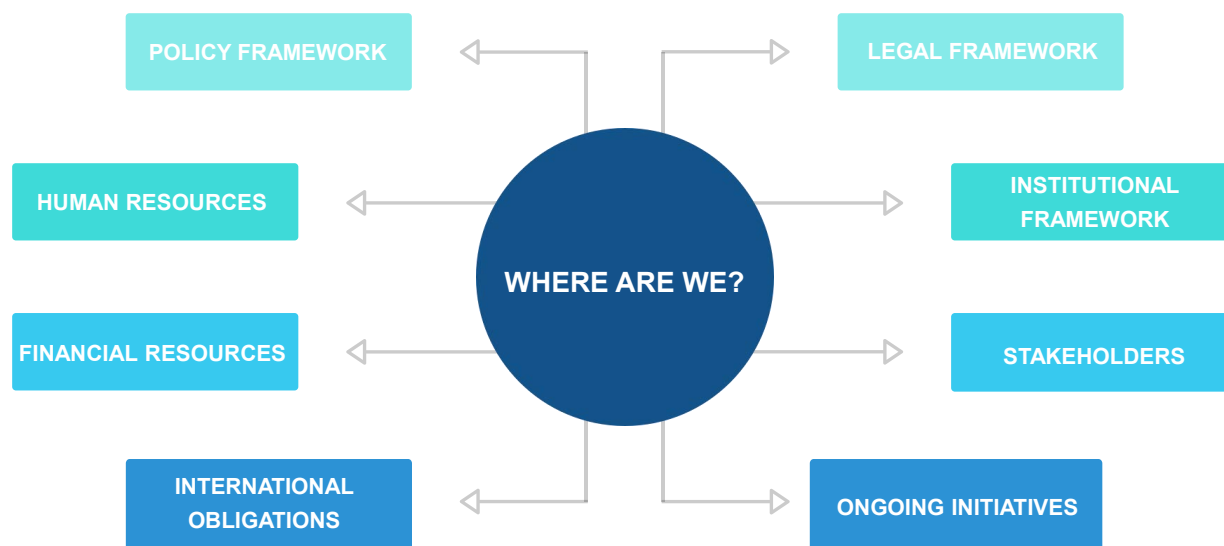 POLICY FRAMEWORK
LEGAL FRAMEWORK
HUMAN RESOURCES
INSTITUTIONAL
FRAMEWORK
WHERE ARE WE?
FINANCIAL RESOURCES
STAKEHOLDERS
INTERNATIONAL
OBLIGATIONS
ONGOING INITIATIVES